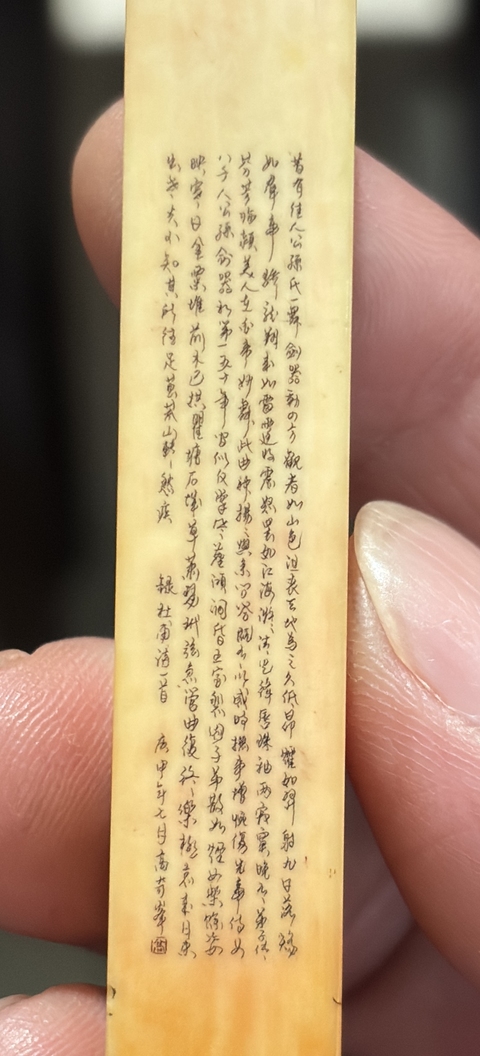 昔有佳人公孫氏一舞劍器動四方觀者如山色沮喪天地為之久低昂㸌如羿射九日落矯
如羣帝驂龍翔來如雷霆收震怒罷如江海凝清光絳唇珠袖兩寂寞晚有弟子傳
芬芳臨潁美人在白帝妙舞此曲神揚揚與余問答既有以感時撫事增惋傷先帝侍女
八千人公孫劍器初第一五十年間似反掌風塵澒洞昏王室梨園子弟散如煙女樂餘姿
映寒日金粟堆前木已拱瞿塘石城草蕭瑟玳弦急管曲復終樂極哀來月東
出老夫不知其所往足繭荒山轉愁疾 録杜甫詩一首 庚申年七月高奇峯